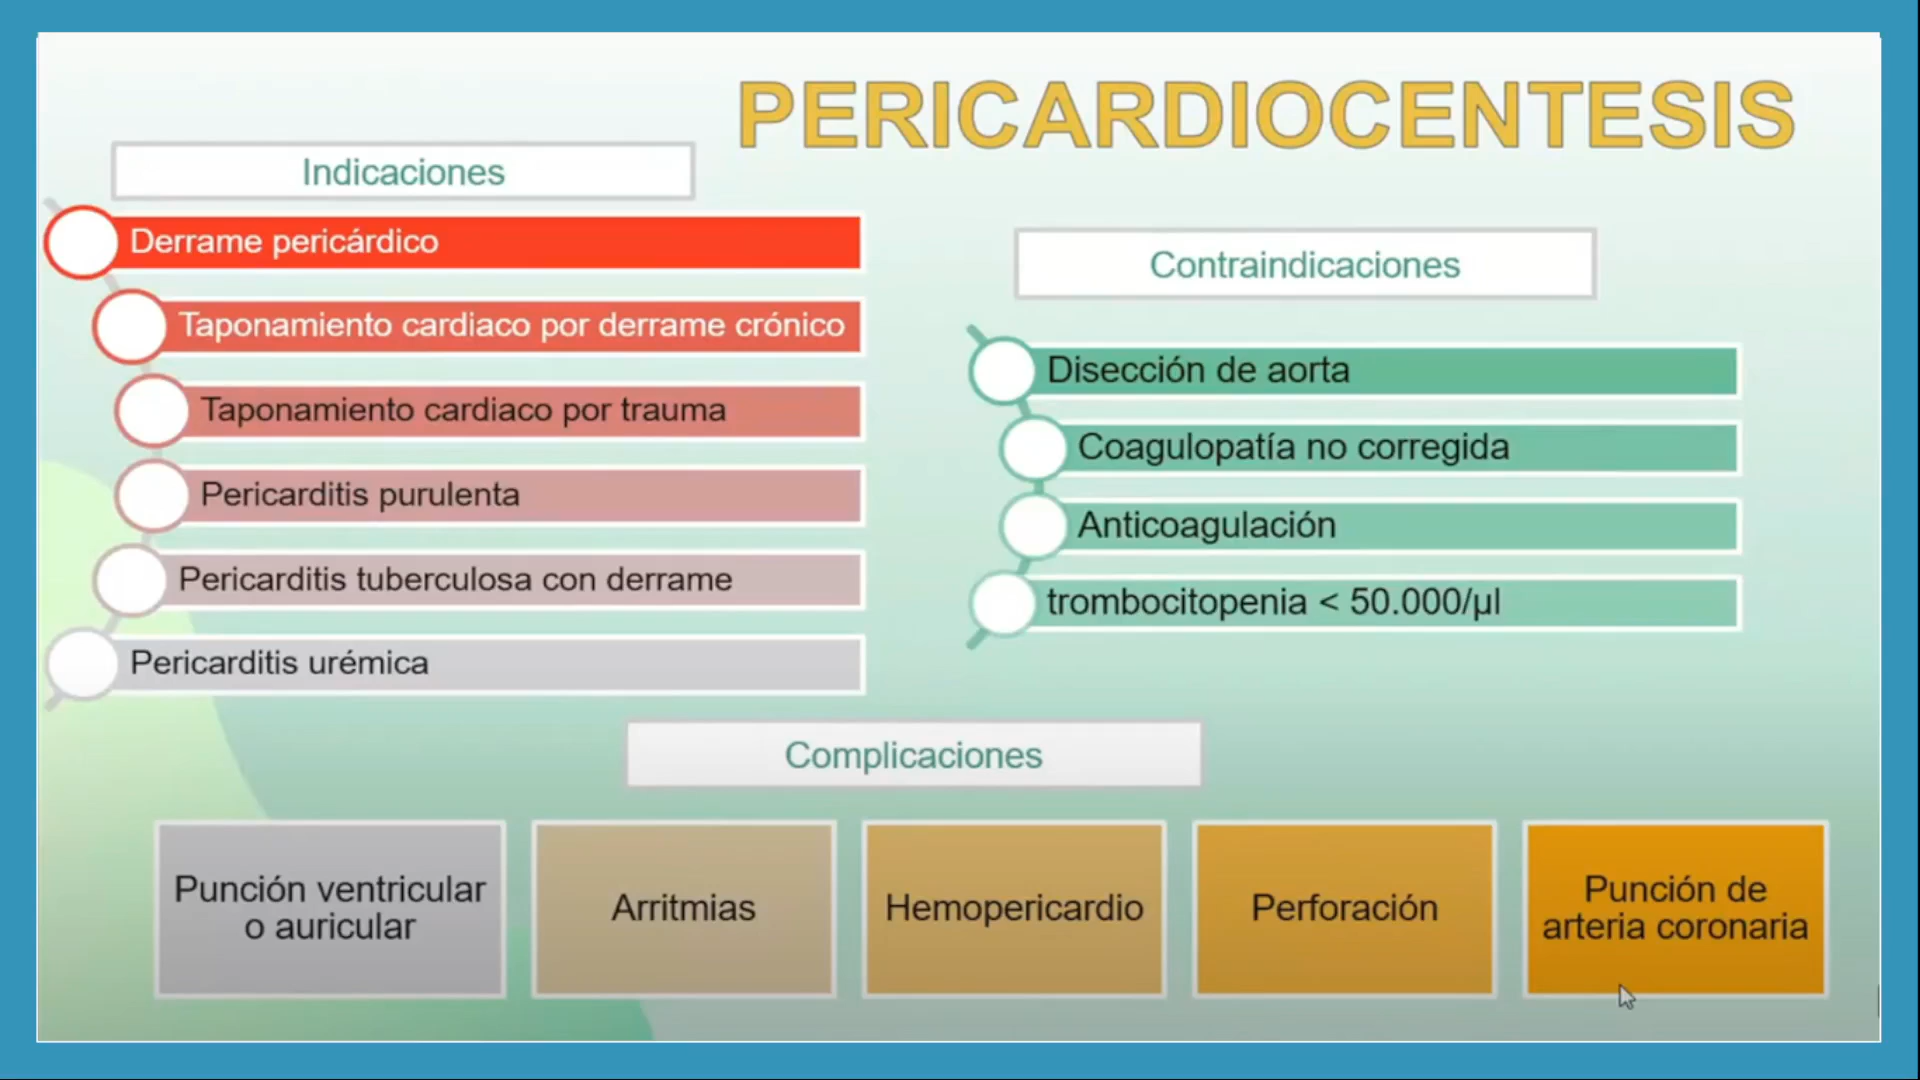 PERICARDIOCENTESIS
Indicaciones
Derrame pericárdico
Taponamiento cardiaco por derrame crónico
Taponamiento cardiaco por trauma
Pericarditis purulenta
Pericarditis tuberculosa con derrame
Pericarditis urémica
Contraindicaciones
Disección de aorta
Coagulopatía no corregida
Anticoagulación
trombocitopenia < 50.000/µl
Complicaciones
Punción ventricular
o auricular
Arritmias
Hemopericardio
Perforación
Punción de
arteria coronaria